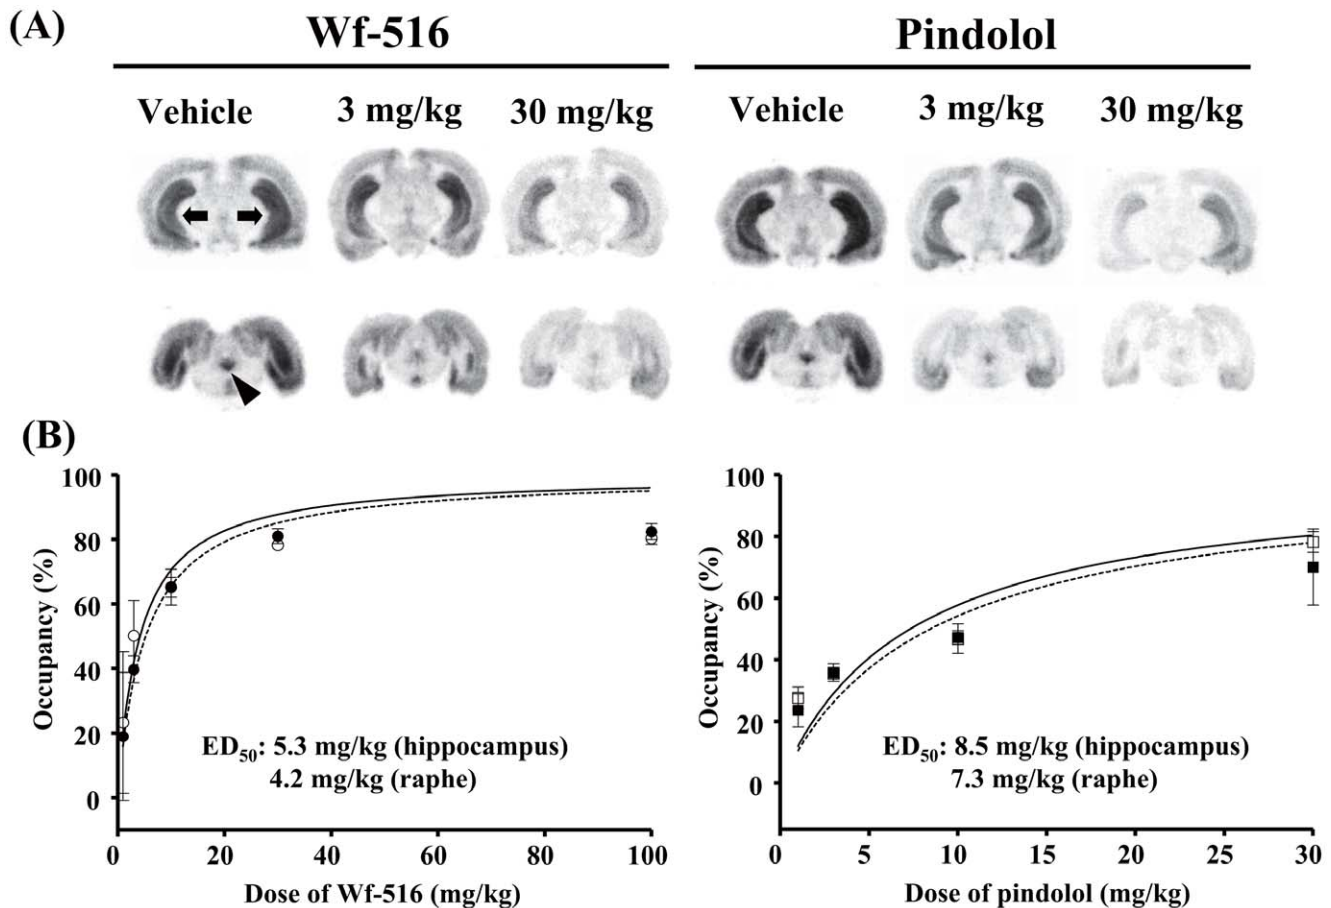 (A)
Wf-516
Pindolol
Vehicle
3 mg/kg
30 mg/kg
Vehicle
3 mg/kg
30 mg/kg
(B)
100
80
60
40
20
0
Occupancy (%)
ED50: 5.3 mg/kg (hippocampus)
4.2 mg/kg (raphe)
0
20
40
60
80
100
Dose of Wf-516 (mg/kg)
100
80
60
40
20
0
Occupancy (%)
ED50: 8.5 mg/kg (hippocampus)
7.3 mg/kg (raphe)
0
5
10
15
20
25
30
Dose of pindolol (mg/kg)